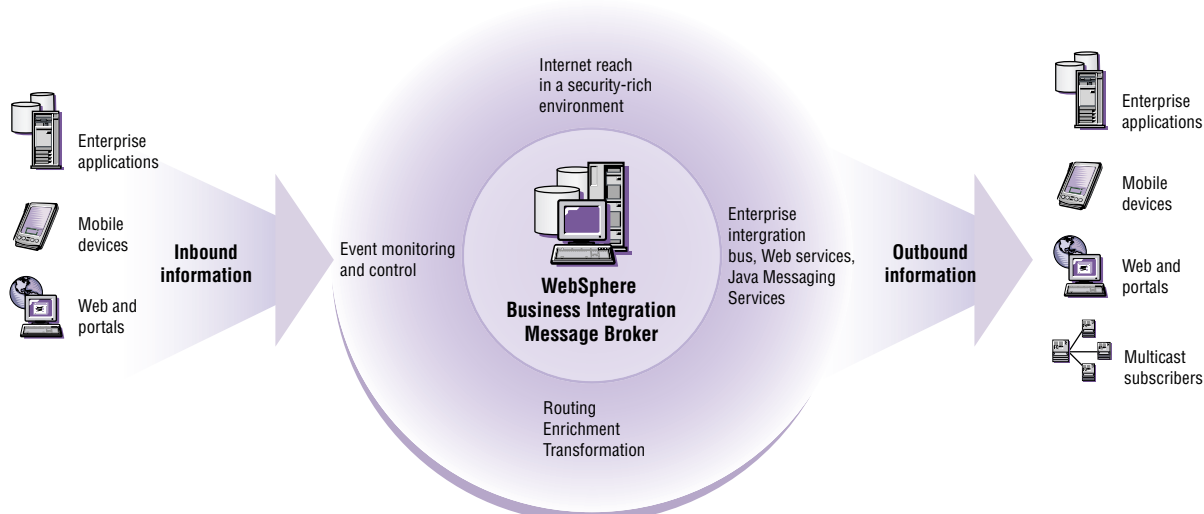 Enterprise
applications
Mobile
devices
Web and
portals
Inbound
information
Internet reach
in a security-rich
environment
Event monitoring
and control
WebSphere
Business Integration
Message Broker
Enterprise
intergration
bus, Web services,
Java Messaging
Services
Routing
Enrichment
Transformation
Outbound
information
Enterprise
applications
Mobile
devices
Web and
portals
Multicast
subscribers